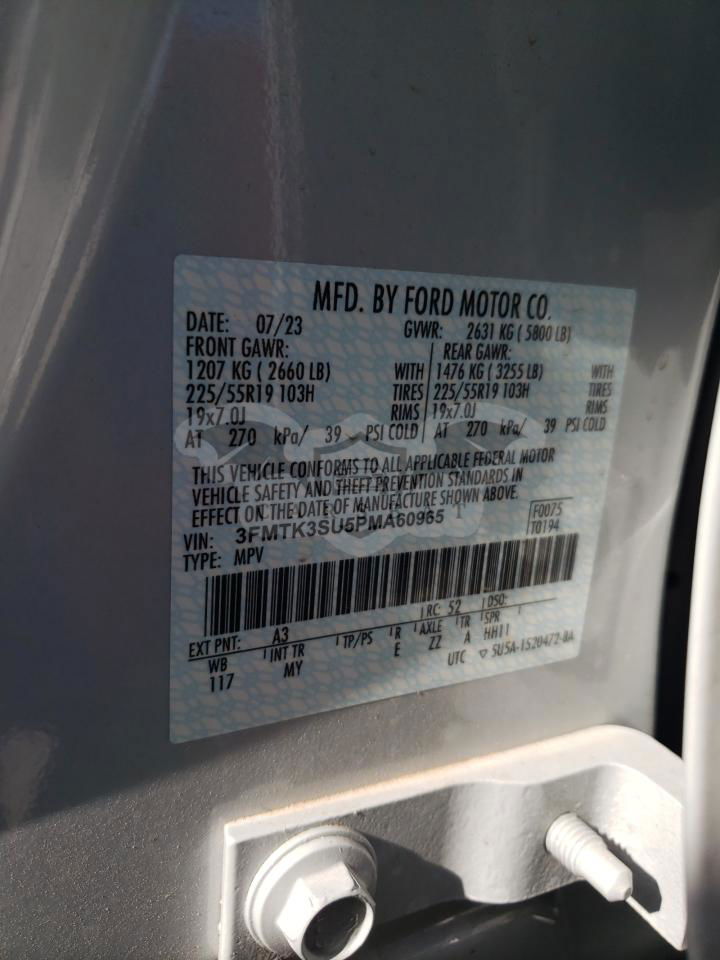 MFD. BY FORD MOTOR CO.
DATE: 07/23 GVWR: 2631 KG ( 5800 LB)
FRONT GAWR: REAR GAWR:
1207 KG ( 2660 LB) WITH 1476 KG ( 3255 LB) WITH
225/55R19 103H TIRES 225/55R19 103H TIRES
19x7.0J RIMS 19x7.0J RIMS
AT 270 kPa/ 39 PSI COLD AT 270 kPa/ 39 PSI COLD
THIS VEHICLE CONFORMS TO ALL APPLICABLE FEDERAL MOTOR
VEHICLE SAFETY AND THEFT PREVENTION STANDARDS IN
EFFECT ON THE DATE OF MANUFACTURE SHOWN ABOVE.
VIN: 3FMTK3SU5PMA60965 F0075
TYPE: MPV T0194
EXT PNT: A3 RC: 52 DSO:
WB INT TR TP/PS R AXLE TR SPR
117 MY E ZZ A HH11
UTC ▽ 5U5A-1520472-BA